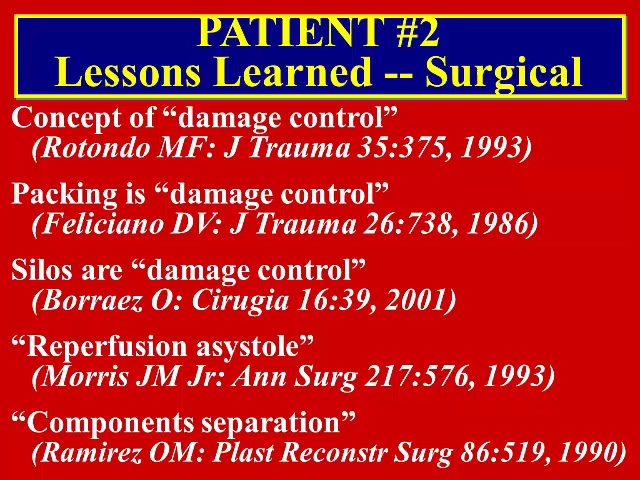 PATIENT #2
Lessons Learned -- Surgical
Concept of “damage control”
(Rotondo MF: J Trauma 35:375, 1993)
Packing is “damage control”
(Feliciano DV: J Trauma 26:738, 1986)
Silos are “damage control”
(Borraez O: Cirugia 16:39, 2001)
“Reperfusion asystole”
(Morris JM Jr: Ann Surg 217:576, 1993)
“Components separation”
(Ramirez OM: Plast Reconstr Surg 86:519, 1990)